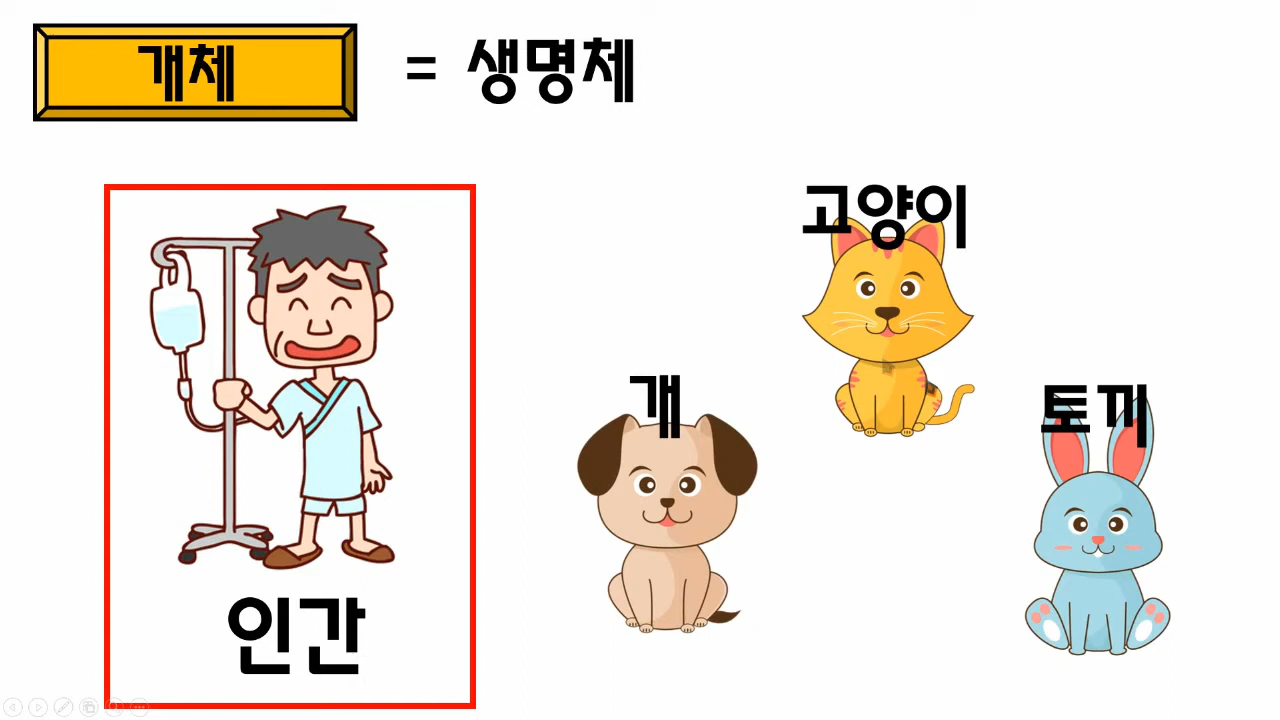 개체 = 생명체
고양이
개
토끼
인간